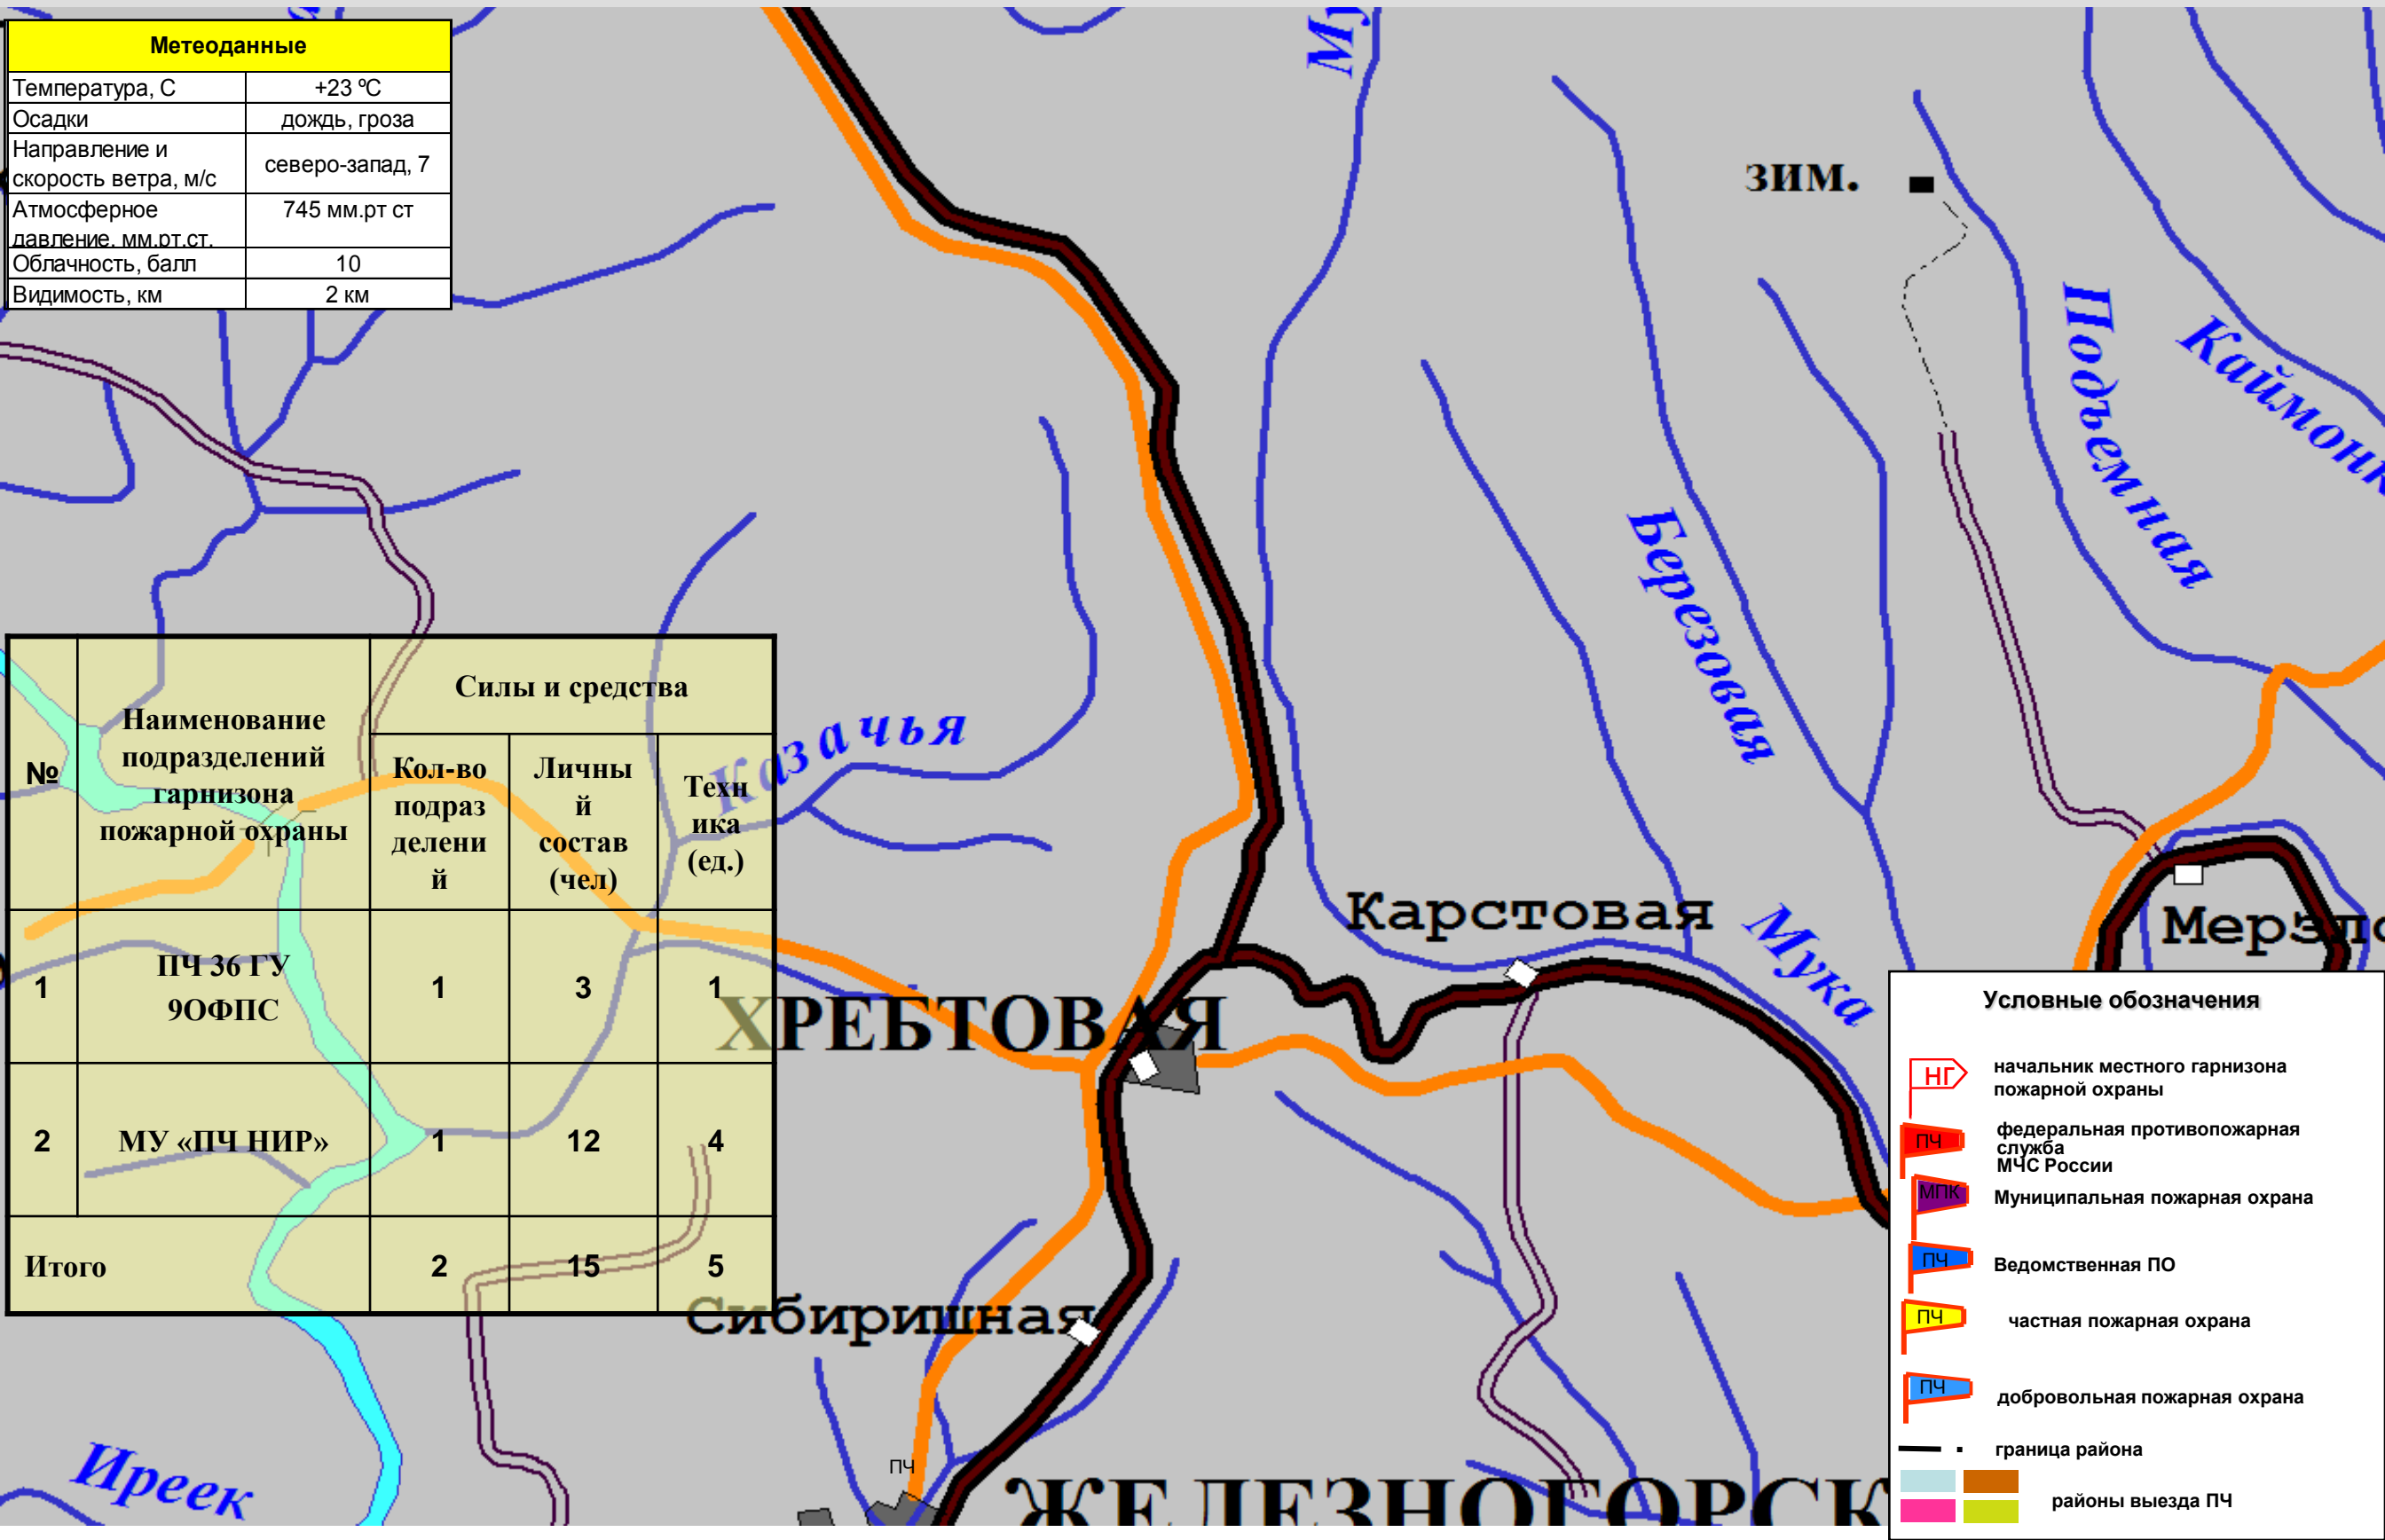 Метеоданные
Температура, С +23 ºС
Осадки дождь, гроза
Направление и
скорость ветра, м/с северо-запад, 7
Атмосферное 745 мм.рт ст
давление, мм.рт.ст.
Облачность, балл 10
Видимость, км 2 км
Му
зим.
Подъемная
Каймонк
Березовая
Казачья
Карстовая
Мука
Мерзло
ХРЕБТОВАЯ
Сибиришная
Иреек
ПЧ
ЖЕЛЕЗНОГОРСК
№
Наименование
подразделений
гарнизона
пожарной охраны
Силы и средства
Кол-во
подраз
делени
й
Личны
й
состав
(чел)
Техн
ика
(ед.)
1 ПЧ 36 ГУ
9ОФПС 1 3 1
2 МУ «ПЧ НИР» 1 12 4
Итого 2 15 5
Условные обозначения
НГ начальник местного гарнизона
пожарной охраны
ПЧ федеральная противопожарная
служба
МЧС России
МПК Муниципальная пожарная охрана
ПЧ Ведомственная ПО
ПЧ частная пожарная охрана
ПЧ добровольная пожарная охрана
граница района
районы выезда ПЧ